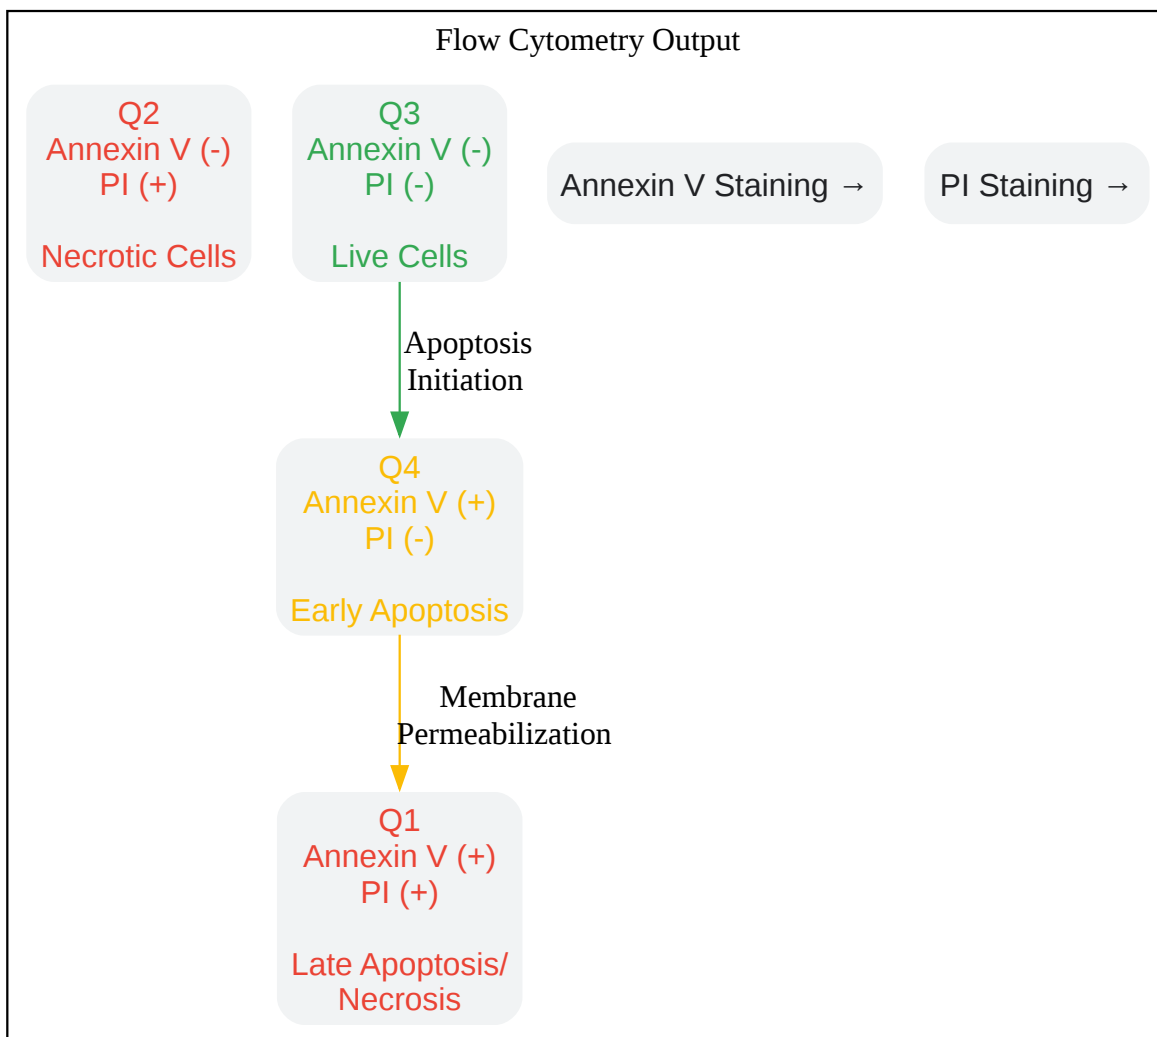 Flow Cytometry Output
Q2
Annexin V (-)
PI (+)
Necrotic Cells
Q3
Annexin V (-)
PI (-)
Live Cells
Annexin V Staining →
PI Staining →
Apoptosis
Initiation
Q4
Annexin V (+)
PI (-)
Early Apoptosis
Membrane
Permeabilization
Q1
Annexin V (+)
PI (+)
Late Apoptosis/
Necrosis